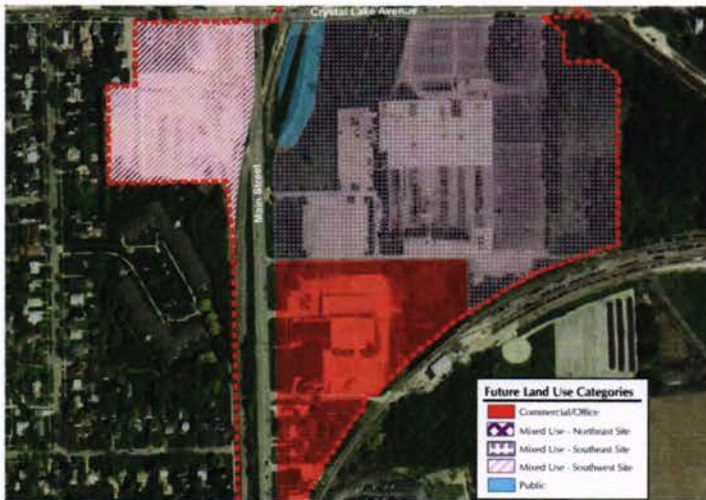 Crystal Lake Avenue
Main Street
Future Land Use Categories
Commercial/Office
Mixed Use - Northeast Site
Mixed Use - Southeast Site
Mixed Use - Southwest Site
Public